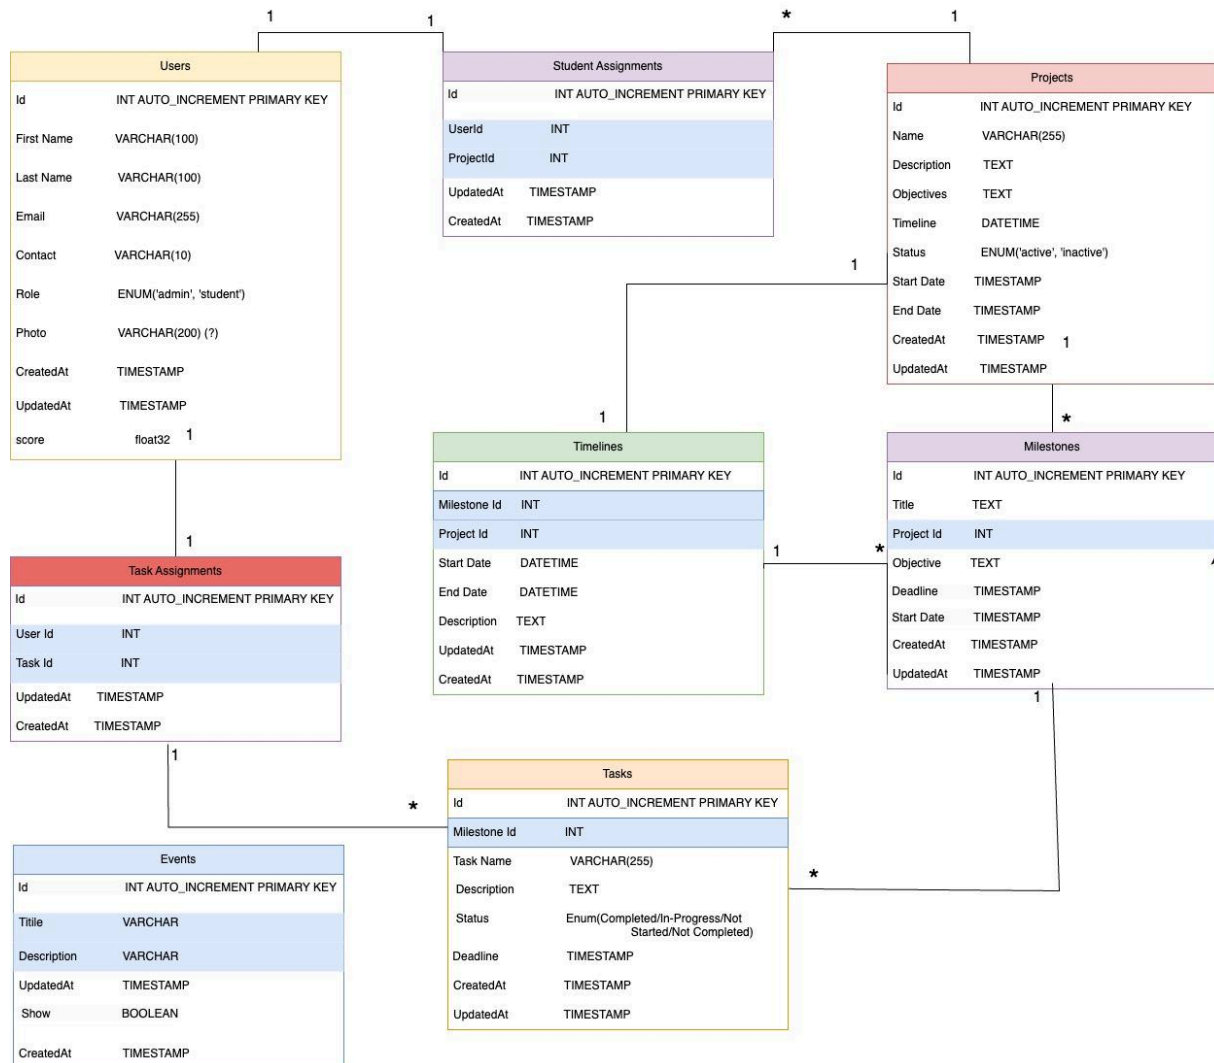 1
1
*
1
Users
Id INT AUTO_INCREMENT PRIMARY KEY
First Name VARCHAR(100)
Last Name VARCHAR(100)
Email VARCHAR(255)
Contact VARCHAR(10)
Role ENUM('admin', 'student')
Photo VARCHAR(200) (?)
CreatedAt TIMESTAMP
UpdatedAt TIMESTAMP
score float32 1
Student Assignments
Id INT AUTO_INCREMENT PRIMARY KEY
UserId INT
ProjectId INT
UpdatedAt TIMESTAMP
CreatedAt TIMESTAMP
Projects
Id INT AUTO_INCREMENT PRIMARY KEY
Name VARCHAR(255)
Description TEXT
Objectives TEXT
Timeline DATETIME
Status ENUM('active', 'inactive')
Start Date TIMESTAMP
End Date TIMESTAMP
CreatedAt TIMESTAMP 1
UpdatedAt TIMESTAMP
1
1
*
Timelines
Id INT AUTO_INCREMENT PRIMARY KEY
Milestone Id INT
Project Id INT
Start Date DATETIME
End Date DATETIME
Description TEXT
UpdatedAt TIMESTAMP
CreatedAt TIMESTAMP
1
*
Milestones
Id INT AUTO_INCREMENT PRIMARY KEY
Title TEXT
Project Id INT
Objective TEXT
Deadline TIMESTAMP
Start Date TIMESTAMP
CreatedAt TIMESTAMP
UpdatedAt TIMESTAMP
1
1
Task Assignments
Id INT AUTO_INCREMENT PRIMARY KEY
User Id INT
Task Id INT
UpdatedAt TIMESTAMP
CreatedAt TIMESTAMP
1
*
Tasks
Id INT AUTO_INCREMENT PRIMARY KEY
Milestone Id INT
Task Name VARCHAR(255)
Description TEXT
Status Enum(Completed/In-Progress/Not
Started/Not Completed)
Deadline TIMESTAMP
CreatedAt TIMESTAMP
UpdatedAt TIMESTAMP
*
Events
Id INT AUTO_INCREMENT PRIMARY KEY
Titile VARCHAR
Description VARCHAR
UpdatedAt TIMESTAMP
Show BOOLEAN
CreatedAt TIMESTAMP